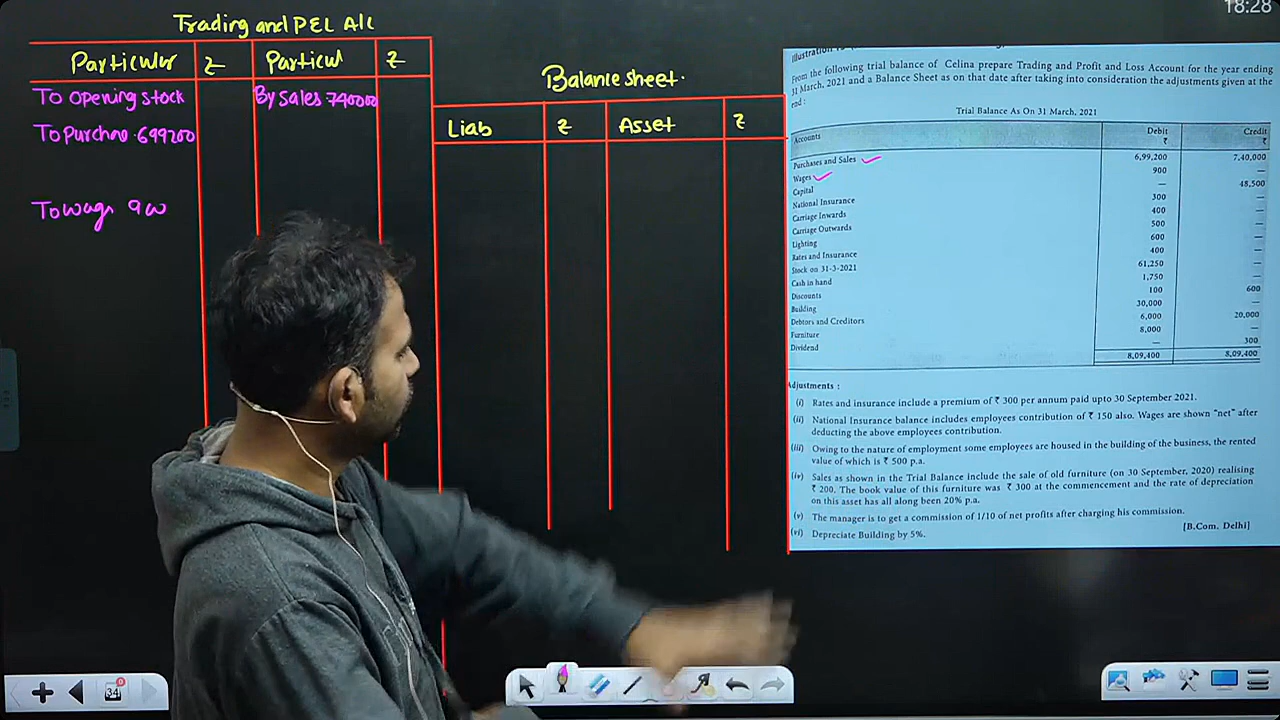 18:28
Trading and P&L A/c
Particular ₹ Particul ₹
To opening stock By Sales 740000
To Purchase 699200
To wages 900
Balance sheet
Liab ₹ Asset ₹
From the following trial balance of Celina prepare Trading and Profit and Loss Account for the year ending
31 March, 2021 and a Balance Sheet as on that date after taking into consideration the adjustments given at the
end :
Trial Balance As On 31 March, 2021
Accounts Debit ₹ Credit ₹
Purchases and Sales 6,99,200 7,40,000
Wages 900 —
Capital — 48,500
National Insurance 300 —
Carriage Inwards 400 —
Carriage Outwards 500 —
Lighting 600 —
Rates and Insurance 400 —
Stock on 31-3-2021 61,250 —
Cash in hand 1,750 —
Discounts 100 600
Building 30,000 —
Debtors and Creditors 6,000 20,000
Furniture 8,000 —
Dividend — 300
8,09,400 8,09,400
Adjustments :
(i) Rates and insurance include a premium of ₹ 300 per annum paid upto 30 September 2021.
(ii) National Insurance balance includes employees contribution of ₹ 150 also. Wages are shown "net" after
deducting the above employees contribution.
(iii) Owing to the nature of employment some employees are housed in the building of the business, the rented
value of which is ₹ 500 p.a.
(iv) Sales as shown in the Trial Balance include the sale of old furniture (on 30 September, 2020) realising
₹ 200. The book value of this furniture was ₹ 300 at the commencement and the rate of depreciation
on this asset has all along been 20% p.a.
(v) The manager is to get a commission of 1/10 of net profits after charging his commission.
(vi) Depreciate Building by 5%.
[B.Com. Delhi]
34